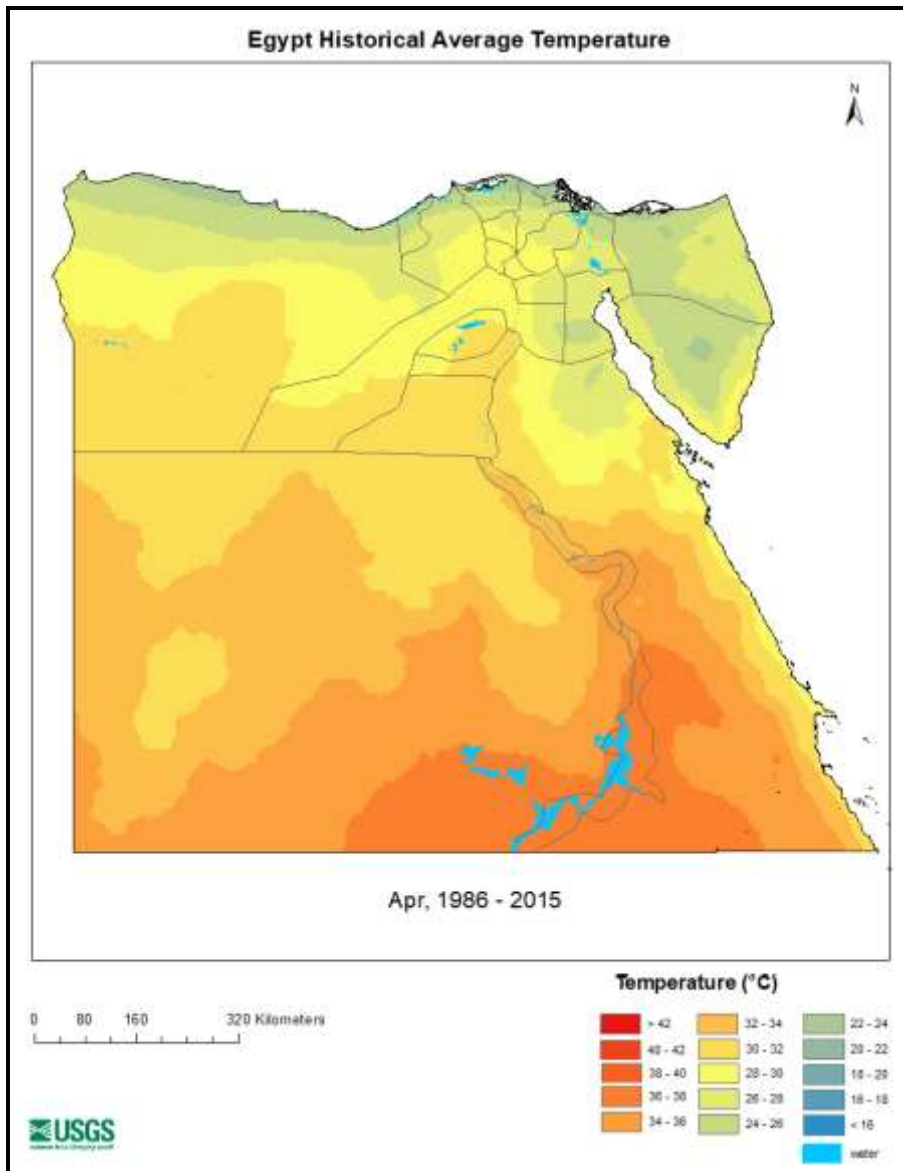 Egypt Historical Average Temperature
N
Apr, 1986 - 2015
Temperature (°C)
0 80 160 320 Kilometers
> 42
40 - 42
38 - 40
36 - 38
34 - 36
32 - 34
30 - 32
28 - 30
26 - 28
24 - 26
22 - 24
20 - 22
18 - 20
16 - 18
< 16
water
USGS